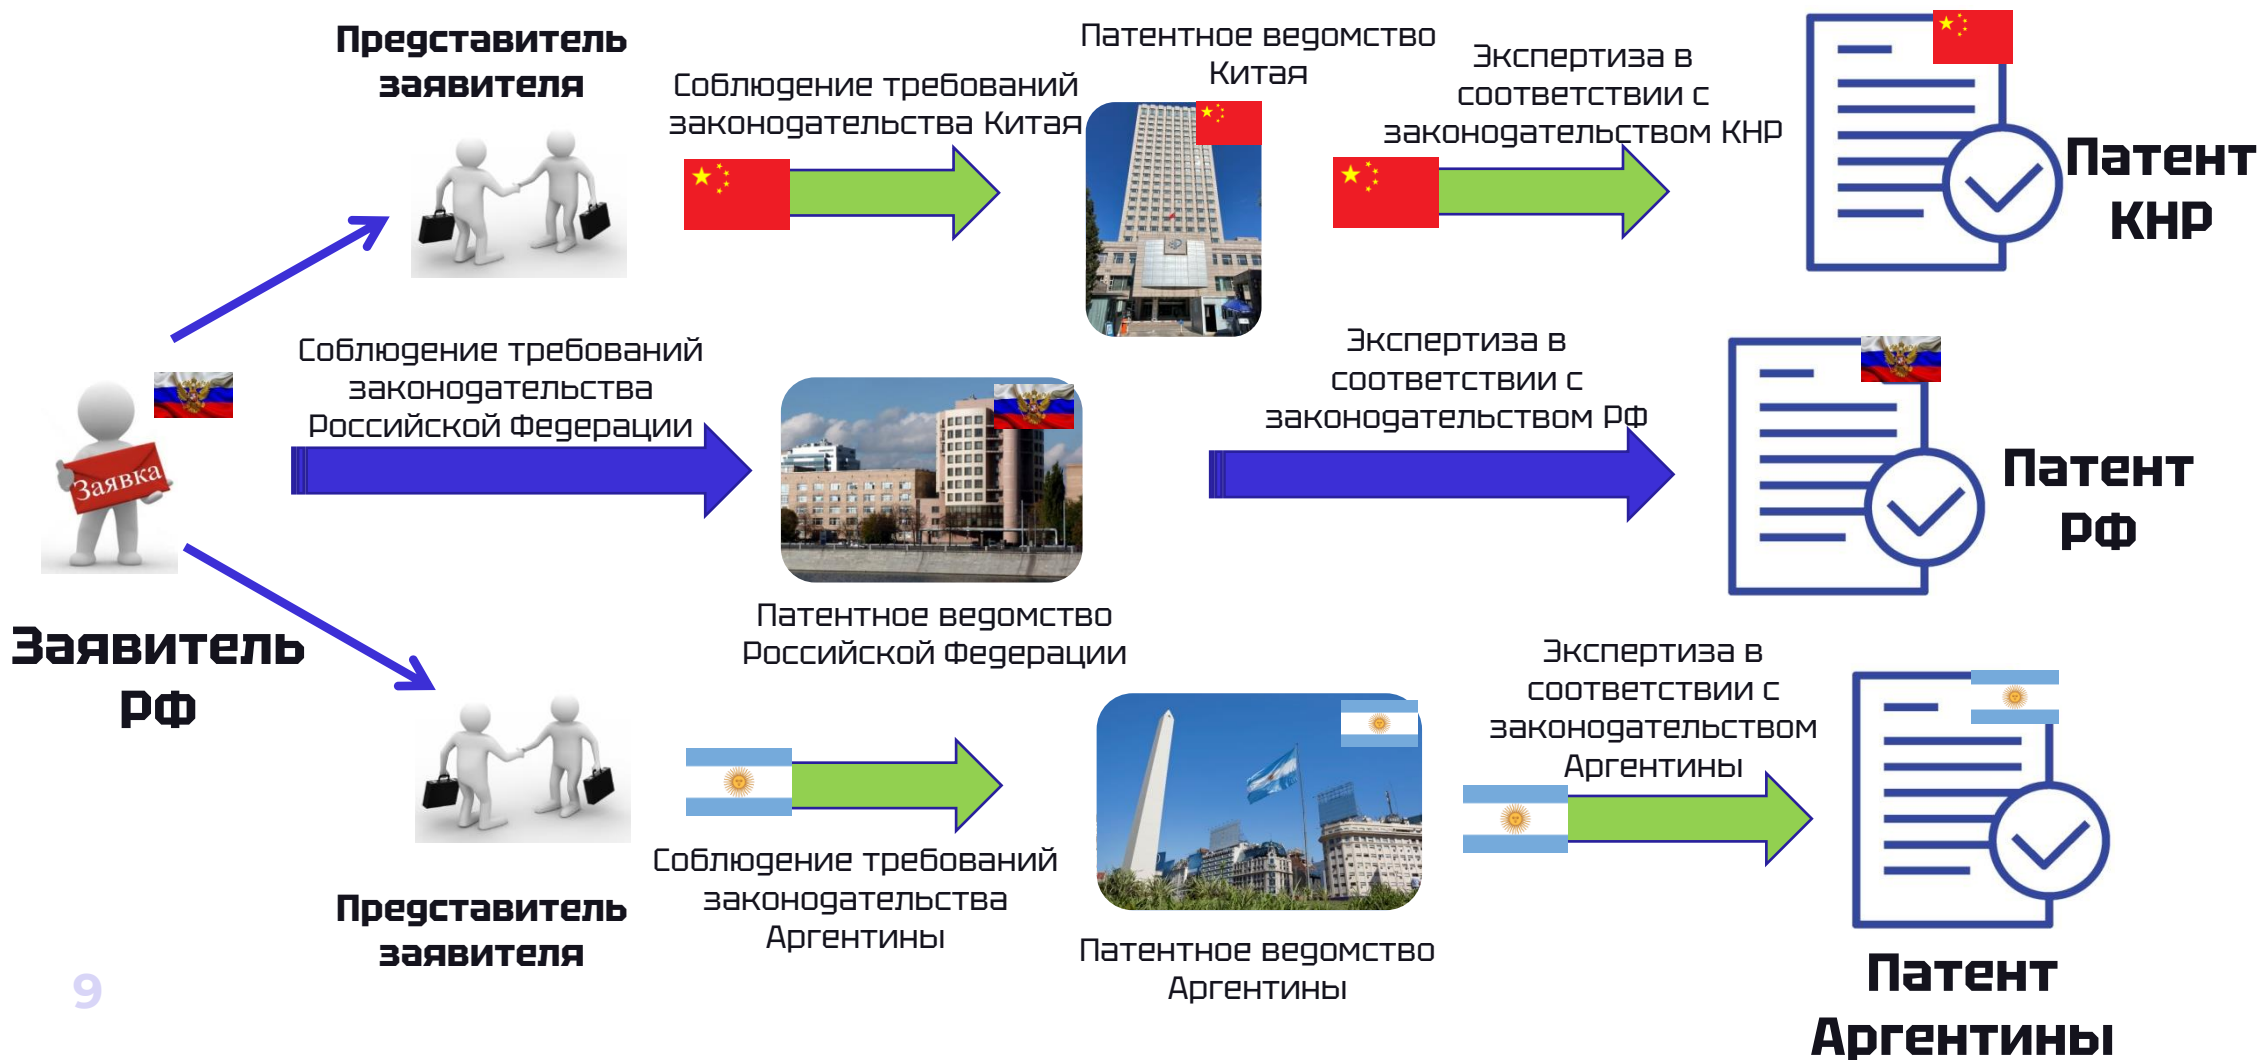 Представитель
заявителя
Соблюдение требований
законодательства Китая
Патентное ведомство
Китая
Экспертиза в
соответствии с
законодательством КНР
Патент
КНР
Заявка
Заявитель
РФ
Соблюдение требований
законодательства
Российской Федерации
Патентное ведомство
Российской Федерации
Экспертиза в
соответствии с
законодательством РФ
Патент
РФ
Представитель
заявителя
Соблюдение требований
законодательства
Аргентины
Патентное ведомство
Аргентины
Экспертиза в
соответствии с
законодательством
Аргентины
Патент
Аргентины
9